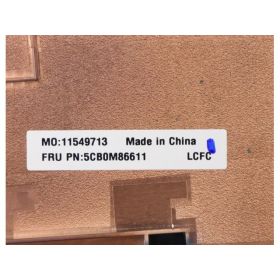 MO:11549713 Made in China
FRU PN:5CB0M86611 LCFC